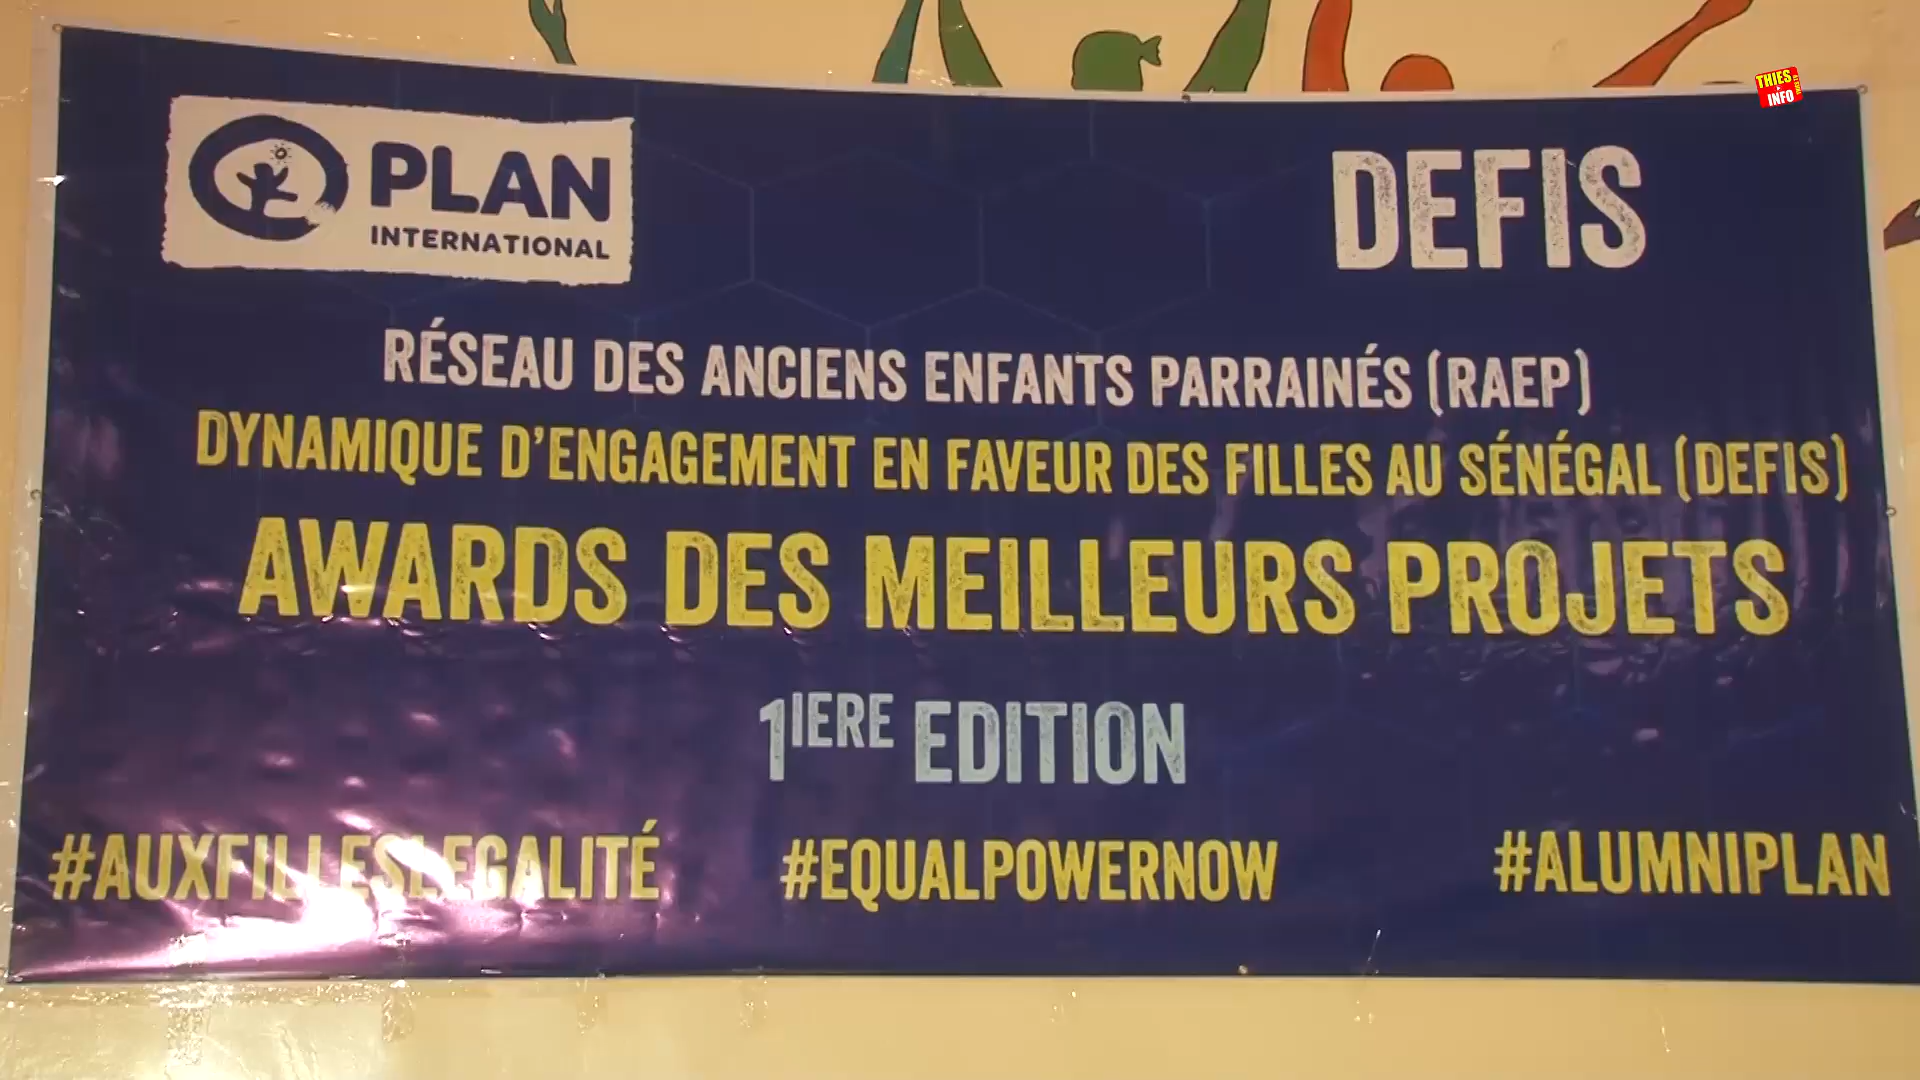 THIES INFO
PLAN
INTERNATIONAL
DEFIS
RÉSEAU DES ANCIENS ENFANTS PARRAINÉS (RAEP)
DYNAMIQUE D'ENGAGEMENT EN FAVEUR DES FILLES AU SÉNÉGAL (DEFIS)
AWARDS DES MEILLEURS PROJETS
1IERE EDITION
#AUXFILLESLEGALITÉ #EQUALPOWERNOW #ALUMNIPLAN